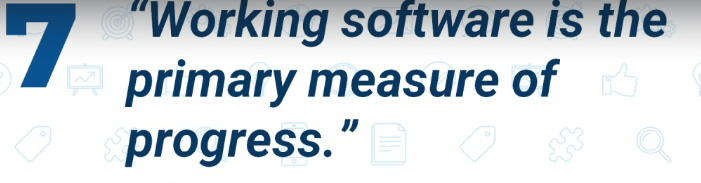 7
“Working software is the
primary measure of
progress.”